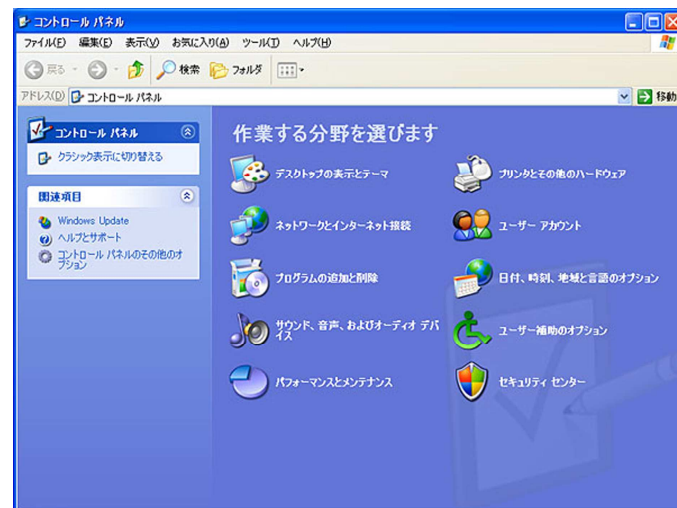 コントロール パネル
ファイル(F) 編集(E) 表示(V) お気に入り(A) ツール(T) ヘルプ(H)
戻る 検索 フォルダ
アドレス(D) コントロール パネル 移動
コントロール パネル
クラシック表示に切り替える
関連項目
Windows Update
ヘルプとサポート
コントロール パネルのその他のオ
プション
作業する分野を選びます
デスクトップの表示とテーマ
プリンタとその他のハードウェア
ネットワークとインターネット接続
ユーザー アカウント
プログラムの追加と削除
日付、時刻、地域と言語のオプション
サウンド、音声、およびオーディオ デバ
イス
ユーザー補助のオプション
パフォーマンスとメンテナンス
セキュリティ センター